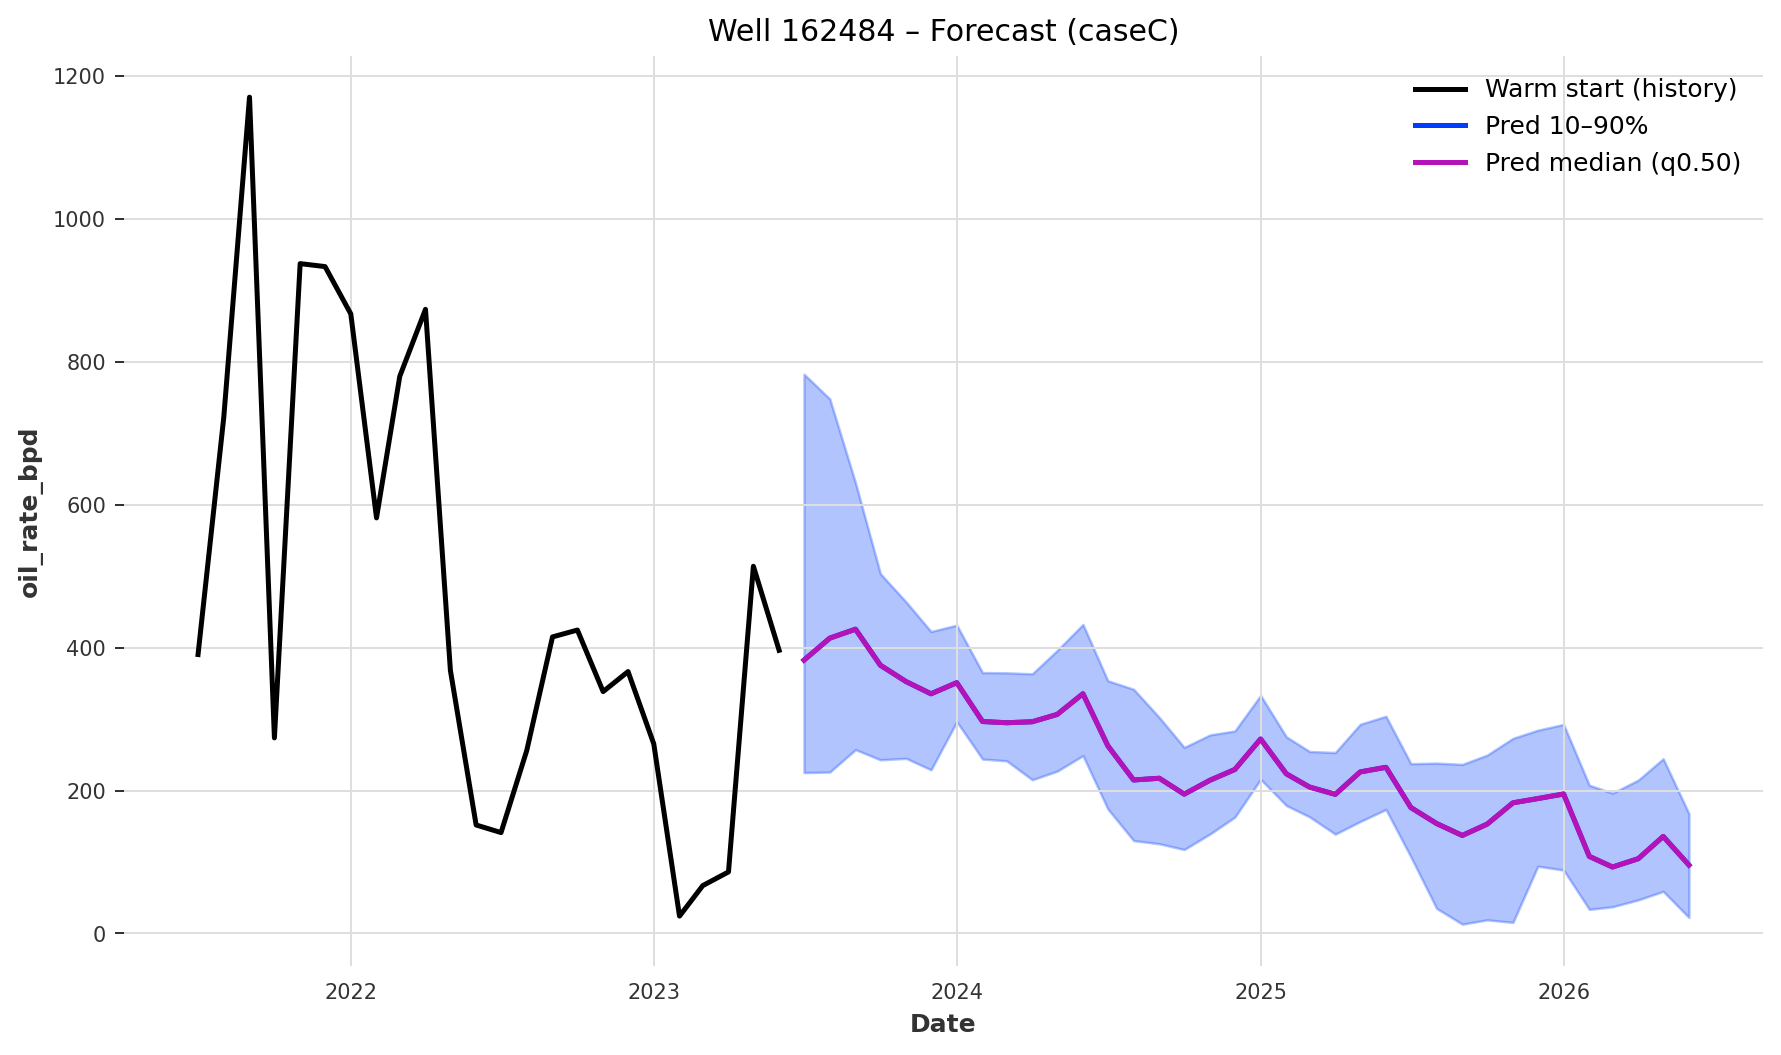 Well 162484 – Forecast (caseC)
Warm start (history)
Pred 10–90%
Pred median (q0.50)
oil_rate_bpd
1200
1000
800
600
400
200
0
2022
2023
2024
2025
2026
Date